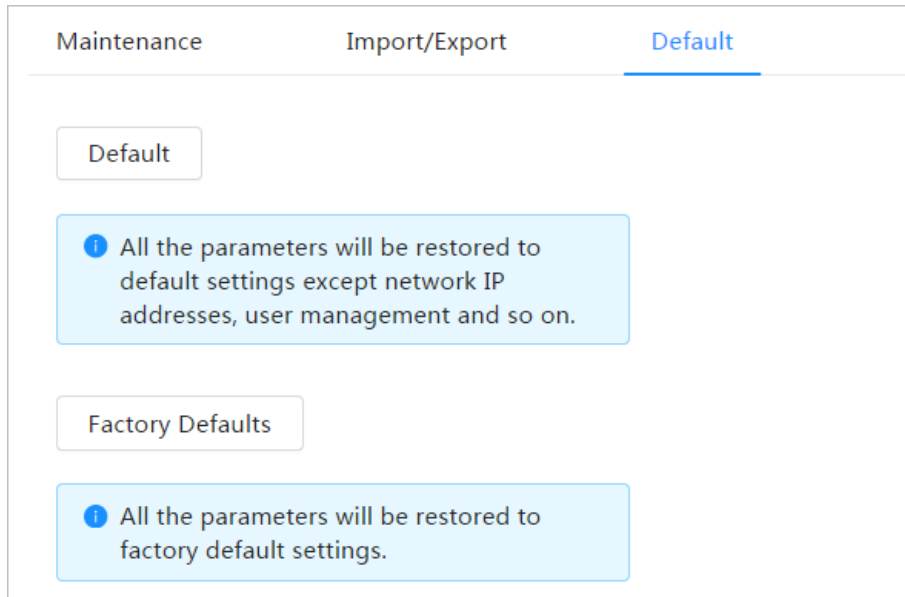 Maintenance Import/Export Default
Default
All the parameters will be restored to
default settings except network IP
addresses, user management and so on.
Factory Defaults
All the parameters will be restored to
factory default settings.